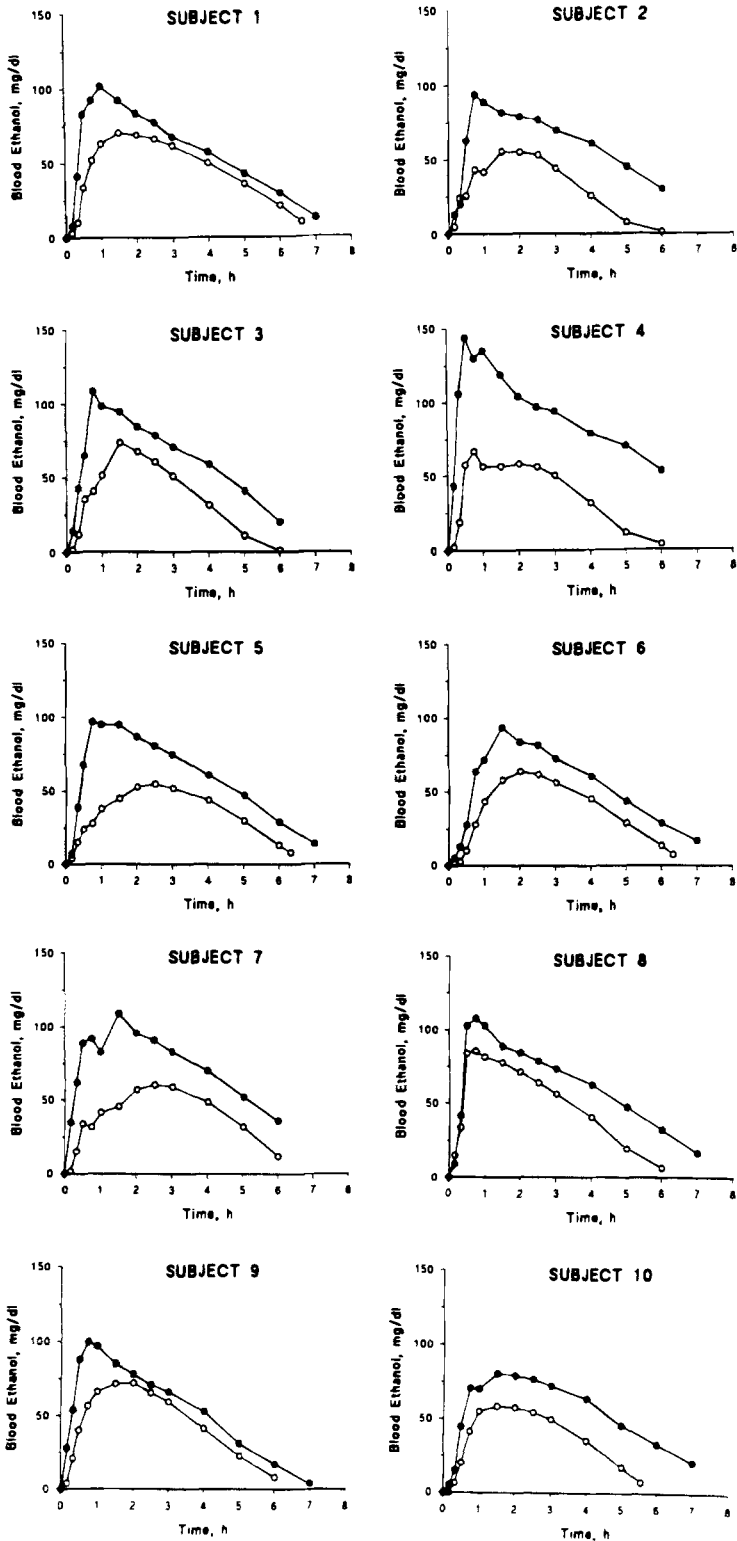 SUBJECT 1
150
100
50
0
Blood Ethanol, mg/dl
0 1 2 3 4 5 6 7 8
Time, h
SUBJECT 2
150
100
50
0
Blood Ethanol, mg/dl
0 1 2 3 4 5 6 7 8
Time, h
SUBJECT 3
150
100
50
0
Blood Ethanol, mg/dl
0 1 2 3 4 5 6 7 8
Time, h
SUBJECT 4
150
100
50
0
Blood Ethanol, mg/dl
0 1 2 3 4 5 6 7 8
Time, h
SUBJECT 5
150
100
50
0
Blood Ethanol, mg/dl
0 1 2 3 4 5 6 7 8
Time, h
SUBJECT 6
150
100
50
0
Blood Ethanol, mg/dl
0 1 2 3 4 5 6 7 8
Time, h
SUBJECT 7
150
100
50
0
Blood Ethanol, mg/dl
0 1 2 3 4 5 6 7 8
Time, h
SUBJECT 8
150
100
50
0
Blood Ethanol, mg/dl
0 1 2 3 4 5 6 7 8
Time, h
SUBJECT 9
150
100
50
0
Blood Ethanol, mg/dl
0 1 2 3 4 5 6 7 8
Time, h
SUBJECT 10
150
100
50
0
Blood Ethanol, mg/dl
0 1 2 3 4 5 6 7 8
Time, h